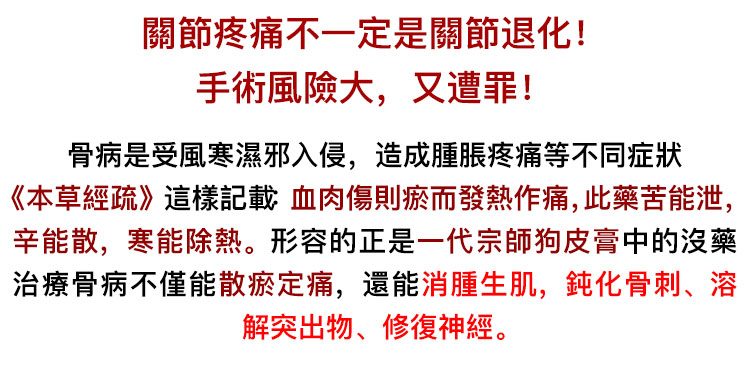 關節疼痛不一定是關節退化！
手術風險大，又遭罪！
骨病是受風寒濕邪入侵，造成腫脹疼痛等不同症狀
《本草經疏》這樣記載：血肉傷則瘀而發熱作痛，此藥苦能泄，
辛能散，寒能除熱。形容的正是一代宗師狗皮膏中的沒藥
治療骨病不僅能散瘀定痛，還能消腫生肌，鈍化骨刺、溶
解突出物、修復神經。